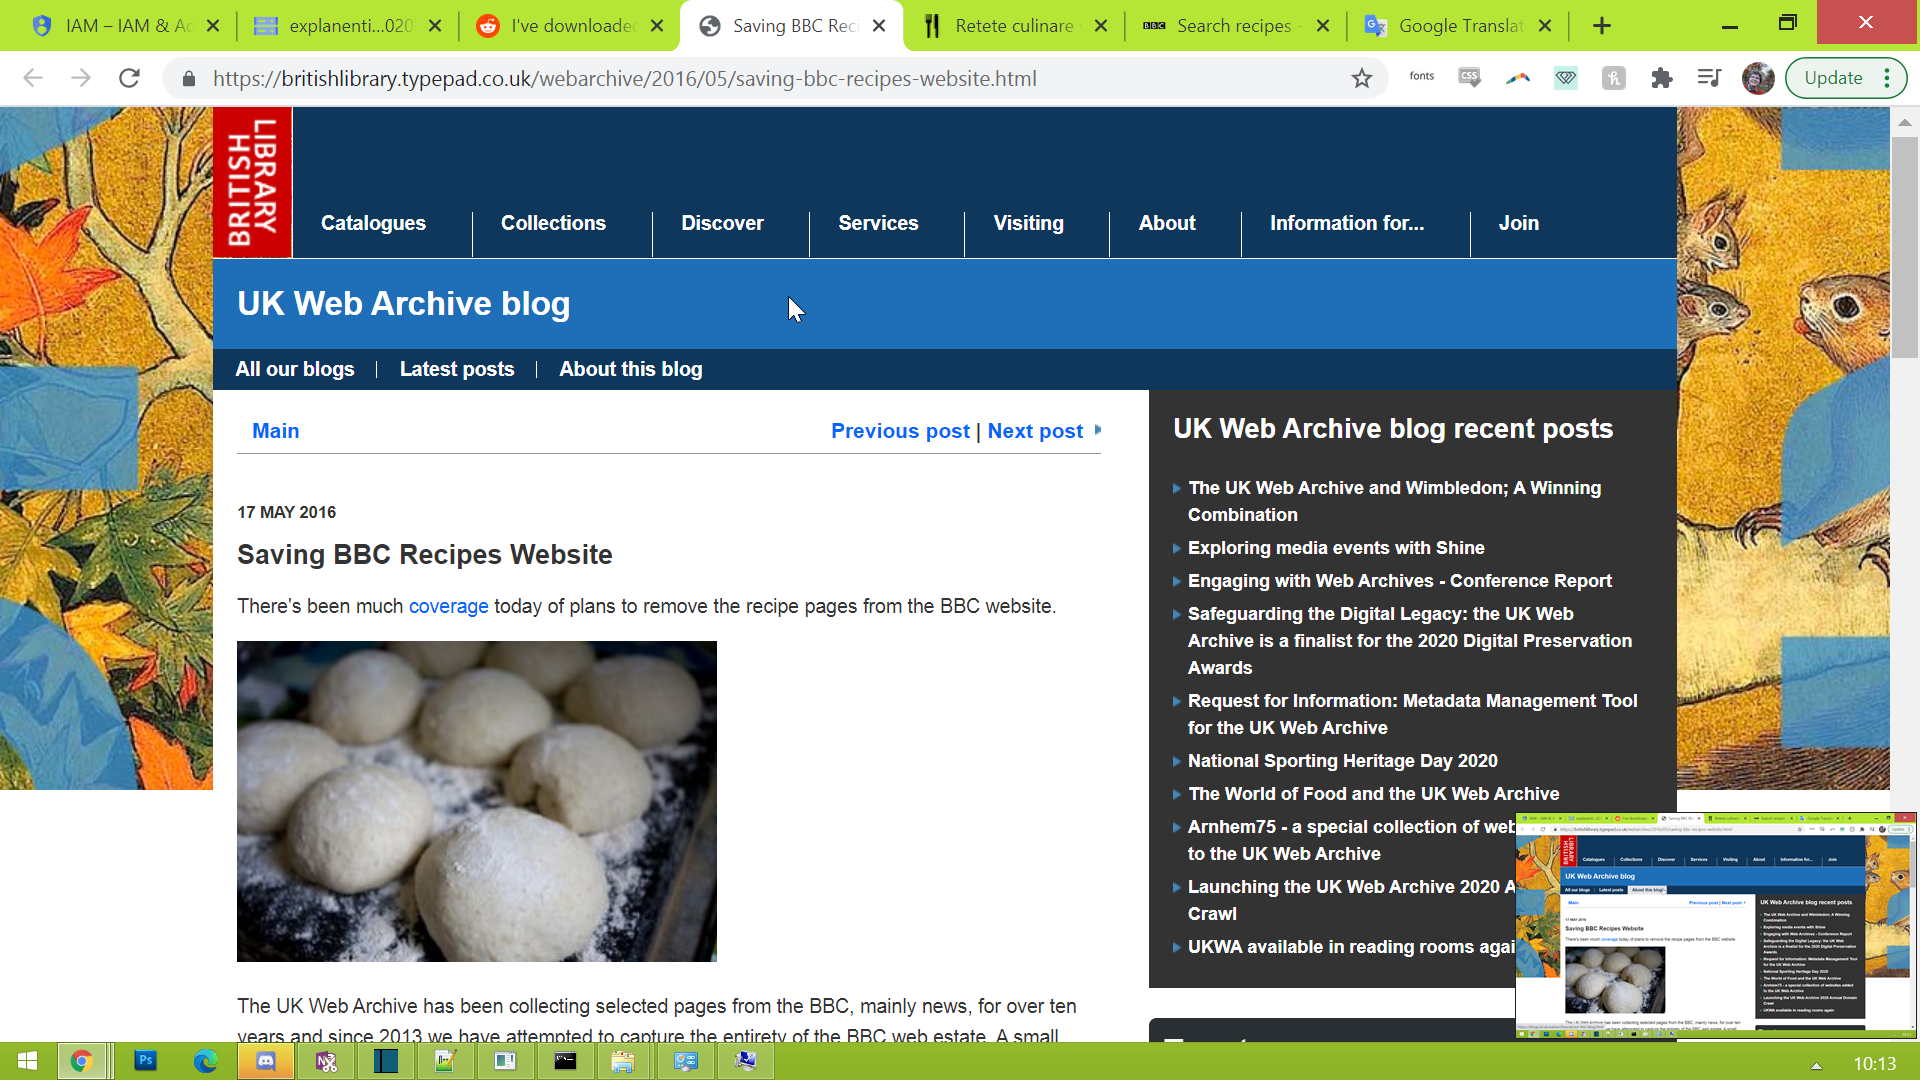 IAM – IAM & Ad
explanenti...020
I've downloaded
Saving BBC Reci
Retete culinare
BBC
Search recipes -
Google Translat
https://britishlibrary.typepad.co.uk/webarchive/2016/05/saving-bbc-recipes-website.html
fonts
CSS
Update
BRITISH
LIBRARY
Catalogues
Collections
Discover
Services
Visiting
About
Information for...
Join
UK Web Archive blog
All our blogs
Latest posts
About this blog
Main
Previous post | Next post
17 MAY 2016
Saving BBC Recipes Website
There's been much coverage today of plans to remove the recipe pages from the BBC website.
The UK Web Archive has been collecting selected pages from the BBC, mainly news, for over ten
years and since 2013 we have attempted to capture the entirety of the BBC web estate. A small
UK Web Archive blog recent posts
The UK Web Archive and Wimbledon; A Winning
Combination
Exploring media events with Shine
Engaging with Web Archives - Conference Report
Safeguarding the Digital Legacy: the UK Web
Archive is a finalist for the 2020 Digital Preservation
Awards
Request for Information: Metadata Management Tool
for the UK Web Archive
National Sporting Heritage Day 2020
The World of Food and the UK Web Archive
Arnhem75 - a special collection of web
to the UK Web Archive
Launching the UK Web Archive 2020 A
Crawl
UKWA available in reading rooms agai
Ps
10:13